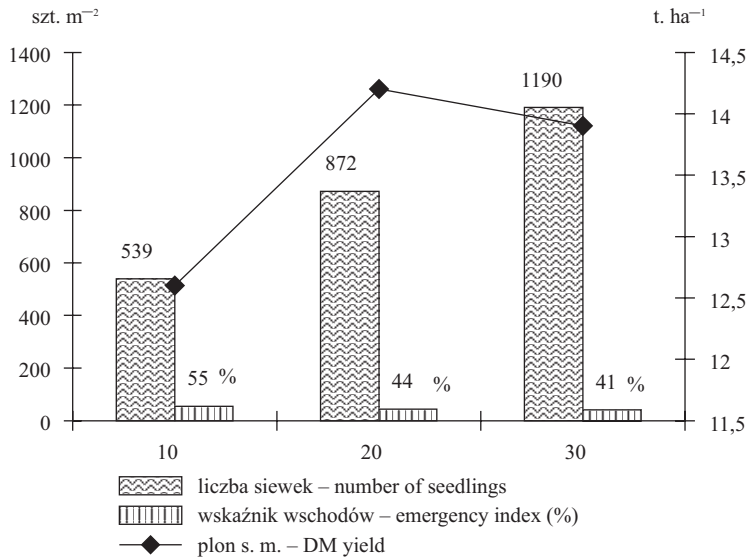 szt. m⁻² t. ha⁻¹
1400 14,5
1190
1200 14
1000 872 13,5
800 13
539
600 12,5
400
55 % 44 % 41 % 12
200
0 11,5
10 20 30
liczba siewek – number of seedlings
wskaźnik wschodów – emergency index (%)
plon s. m. – DM yield